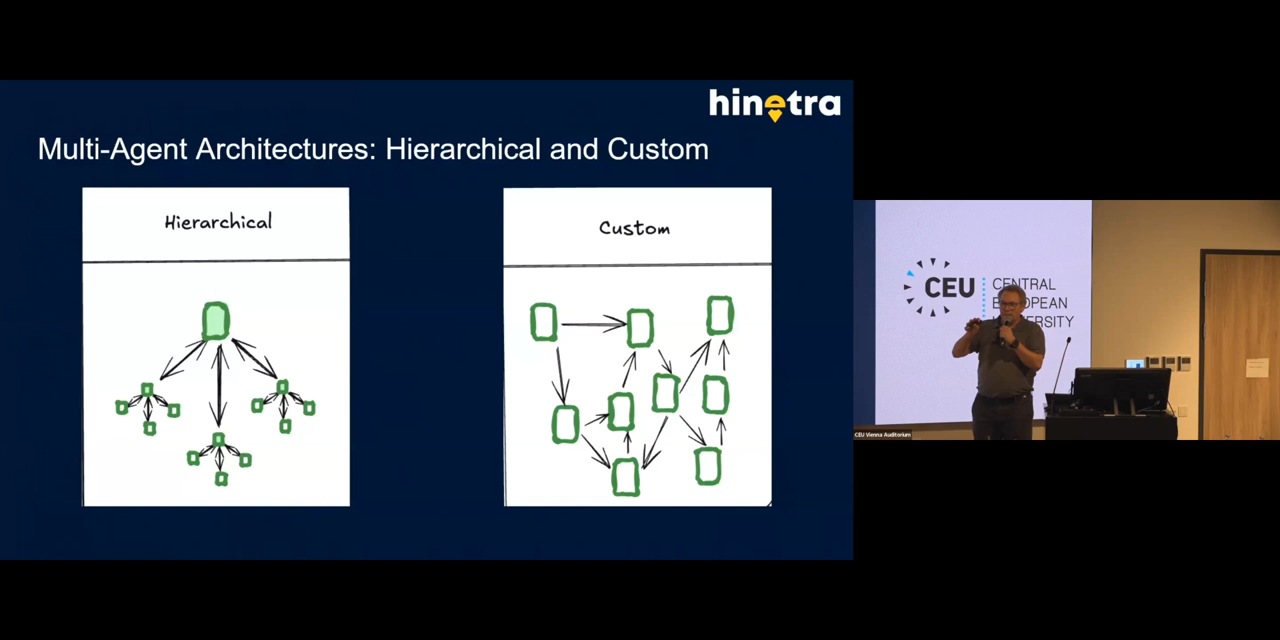 hinetra
Multi-Agent Architectures: Hierarchical and Custom
Hierarchical
Custom
CEU
CENTRAL
EUROPEAN
UNIVERSITY
CEU Vienna Auditorium